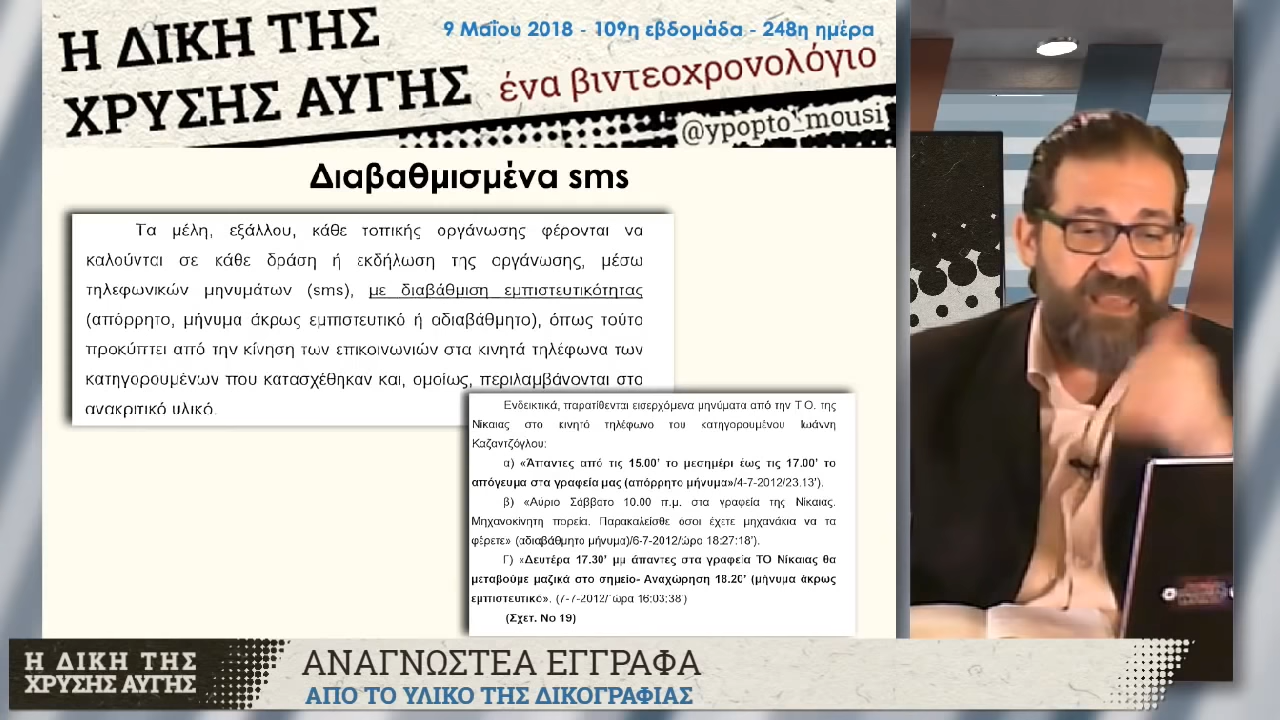 Η ΔΙΚΗ ΤΗΣ
ΧΡΥΣΗΣ ΑΥΓΗΣ
9 Μαΐου 2018 - 109η εβδομάδα - 248η ημέρα
ένα βιντεοχρονολόγιο
@ypopto_mousi
Διαβαθμισμένα sms
Τα μέλη, εξάλλου, κάθε τοπικής οργάνωσης φέρονται να
καλούνται σε κάθε δράση ή εκδήλωση της οργάνωσης, μέσω
τηλεφωνικών μηνυμάτων (sms), με διαβάθμιση εμπιστευτικότητας
(απόρρητο, μήνυμα άκρως εμπιστευτικό ή αδιαβάθμητο), όπως τούτο
προκύπτει από την κίνηση των επικοινωνιών στα κινητά τηλέφωνα των
κατηγορουμένων που κατασχέθηκαν και, ομοίως, περιλαμβάνονται στο
ανακριτικό υλικό.
Ενδεικτικά, παρατίθενται εισερχόμενα μηνύματα από την Τ.Ο. της
Νίκαιας στο κινητό τηλέφωνο του κατηγορουμένου Ιωάννη
Καζαντζόγλου:
α) «Άπαντες από τις 15.00' το μεσημέρι έως τις 17.00' το
απόγευμα στα γραφεία μας (απόρρητο μήνυμα»/4-7-2012/23.13').
β) «Αύριο Σάββατο 10.00 π.μ. στα γραφεία της Νίκαιας.
Μηχανοκίνητη πορεία. Παρακαλείσθε όσοι έχετε μηχανάκια να τα
φέρετε» (αδιαβάθμητο μήνυμα)/6-7-2012/ώρα 18:27:18').
Γ) «Δευτέρα 17.30' μμ άπαντες στα γραφεία ΤΟ Νίκαιας θα
μεταβούμε μαζικά στο σημείο- Αναχώρηση 18.20' (μήνυμα άκρως
εμπιστευτικό». (7-7-2012/ ώρα 16:03:38')
(Σχετ. Νο 19)
Η ΔΙΚΗ ΤΗΣ
ΧΡΥΣΗΣ ΑΥΓΗΣ
ΑΝΑΓΝΩΣΤΕΑ ΕΓΓΡΑΦΑ
ΑΠΟ ΤΟ ΥΛΙΚΟ ΤΗΣ ΔΙΚΟΓΡΑΦΙΑΣ